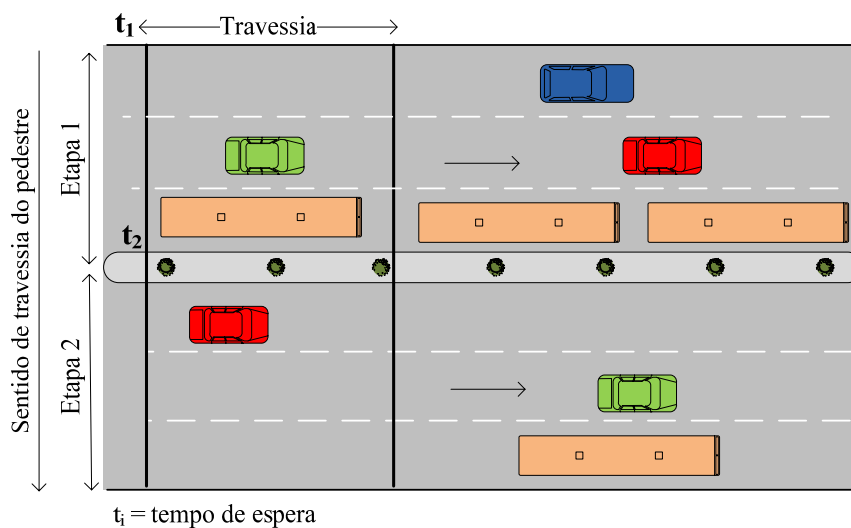 t1
Travessia
Sentido de travessia do pedestre
Etapa 1
t2
Etapa 2
ti = tempo de espera